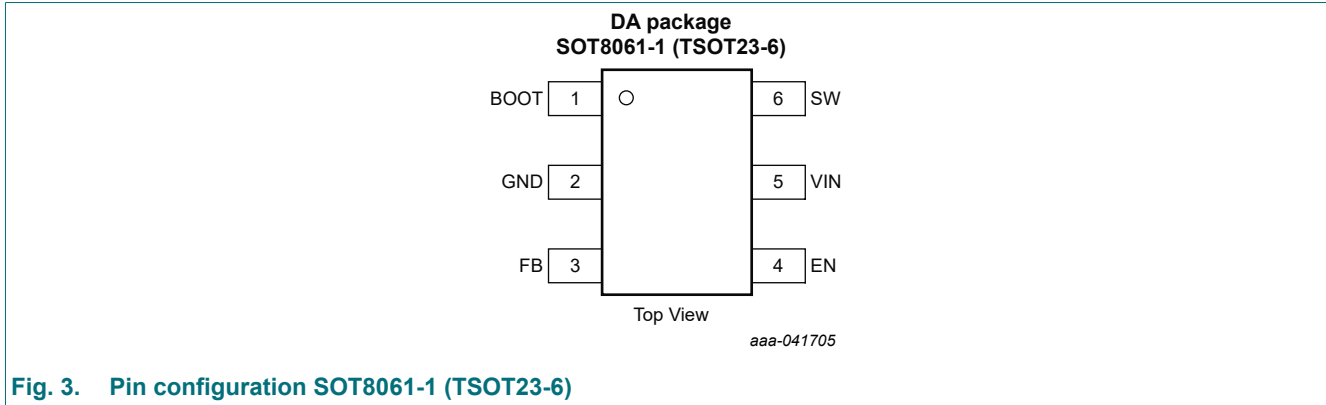 DA package
SOT8061-1 (TSOT23-6)
BOOT 1 6 SW
GND 2 5 VIN
FB 3 4 EN
Top View
aaa-041705
Fig. 3. Pin configuration SOT8061-1 (TSOT23-6)